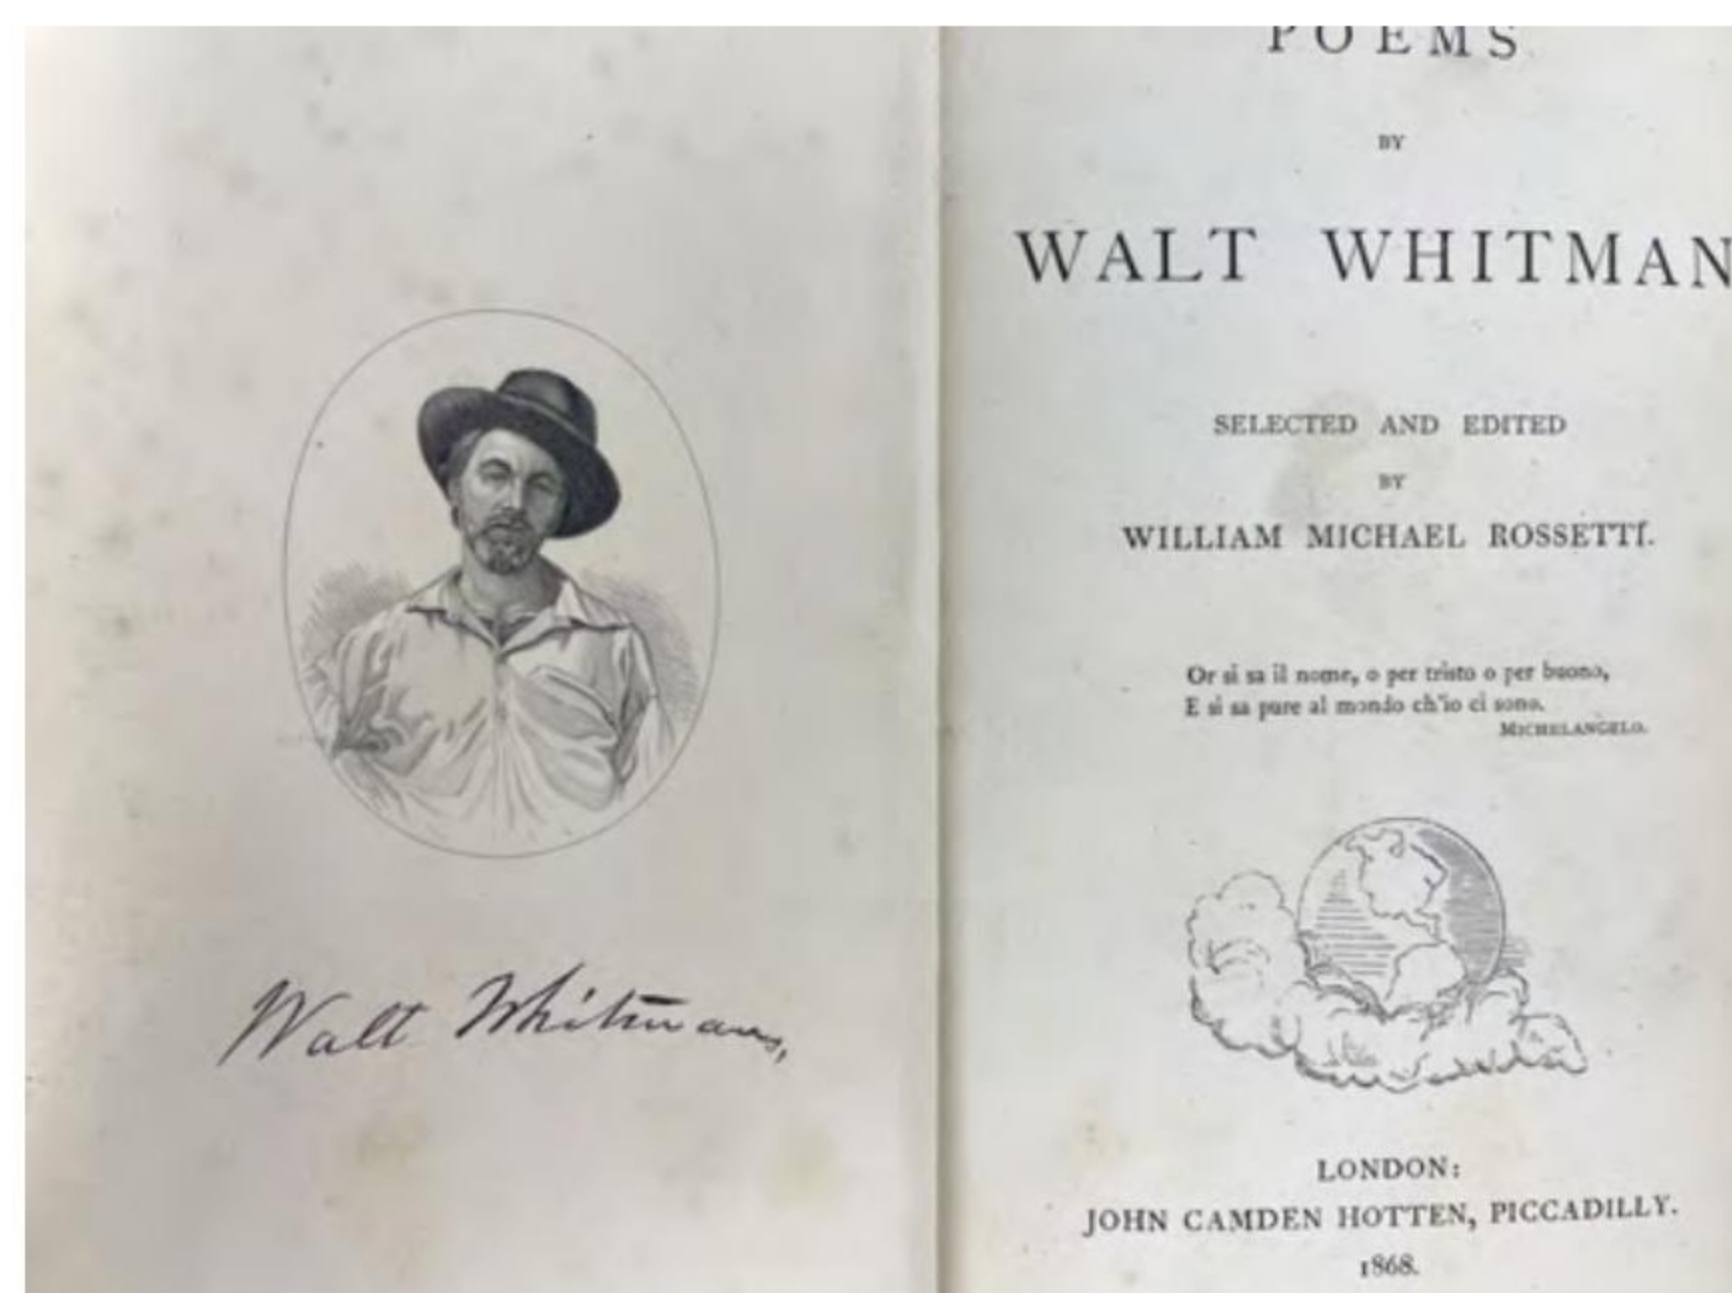 Walt Whitman,
POEMS
BY
WALT WHITMAN
SELECTED AND EDITED
BY
WILLIAM MICHAEL ROSSETTI.
Or si sa il nome, o per tristo o per buono,
E si sa pure al mondo ch'io ci sono.
MICHELANGELO.
LONDON:
JOHN CAMDEN HOTTEN, PICCADILLY.
1868.